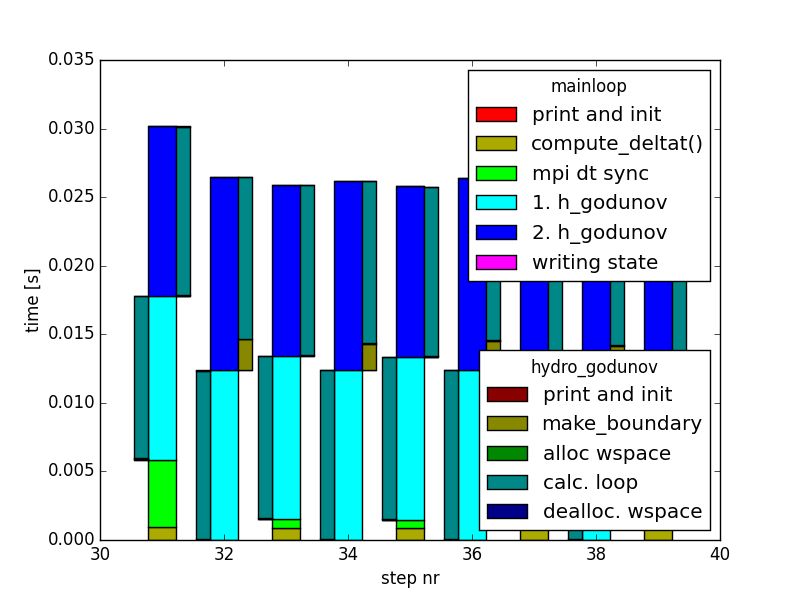 0.035
0.030
0.025
0.020
0.015
0.010
0.005
0.000
time [s]
30
32
34
36
38
40
step nr
mainloop
print and init
compute_deltat()
mpi dt sync
1. h_godunov
2. h_godunov
writing state
hydro_godunov
print and init
make_boundary
alloc wspace
calc. loop
dealloc. wspace